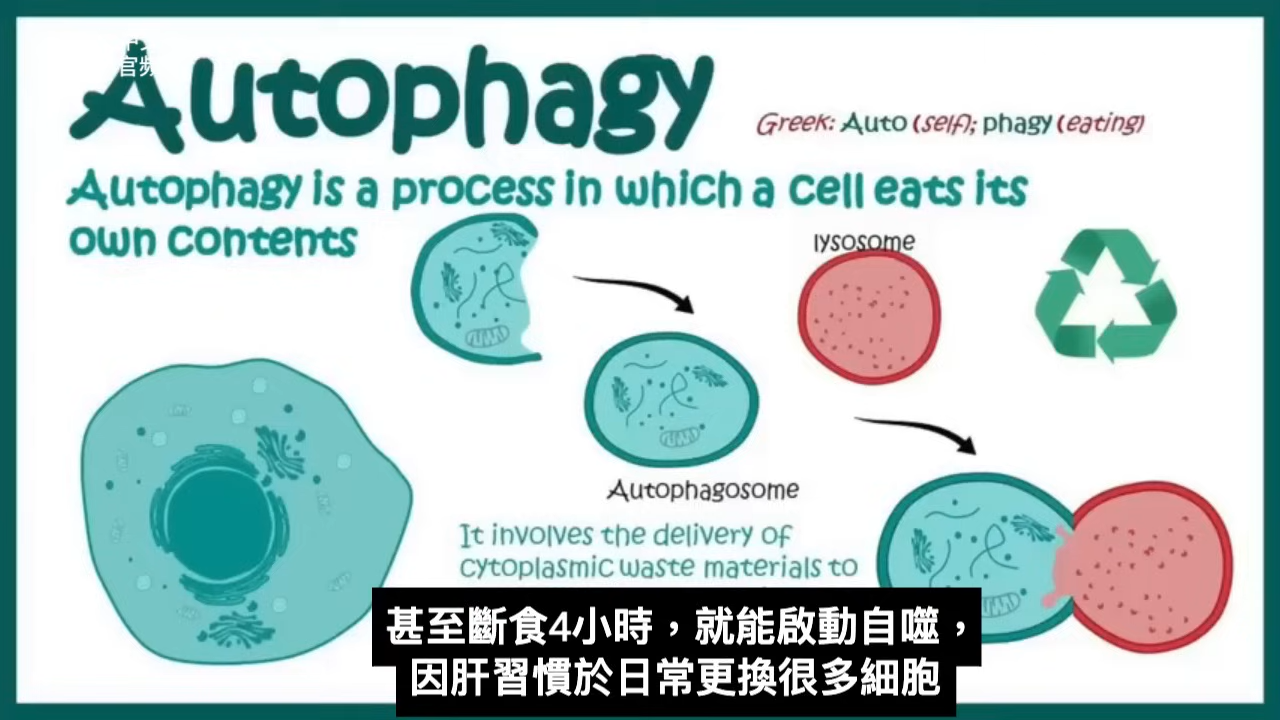 官頻
Autophagy
Greek: Auto (self); phagy (eating)
Autophagy is a process in which a cell eats its
own contents
lysosome
Autophagosome
It involves the delivery of
cytoplasmic waste materials to
甚至斷食4小時，就能啟動自噬，
因肝習慣於日常更換很多細胞